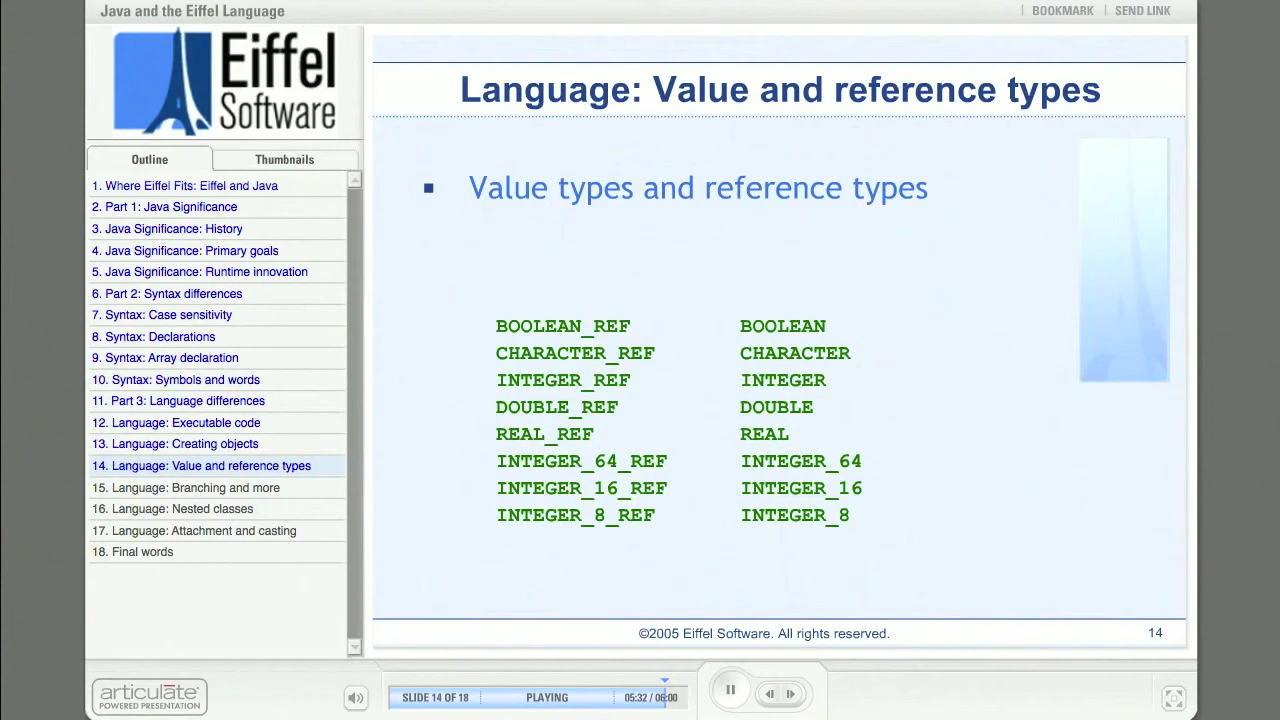 Java and the Eiffel Language
BOOKMARK
SEND LINK
Eiffel
Software
Outline
Thumbnails
1. Where Eiffel Fits: Eiffel and Java
2. Part 1: Java Significance
3. Java Significance: History
4. Java Significance: Primary goals
5. Java Significance: Runtime innovation
6. Part 2: Syntax differences
7. Syntax: Case sensitivity
8. Syntax: Declarations
9. Syntax: Array declaration
10. Syntax: Symbols and words
11. Part 3: Language differences
12. Language: Executable code
13. Language: Creating objects
14. Language: Value and reference types
15. Language: Branching and more
16. Language: Nested classes
17. Language: Attachment and casting
18. Final words
Language: Value and reference types
▪ Value types and reference types
BOOLEAN_REF BOOLEAN
CHARACTER_REF CHARACTER
INTEGER_REF INTEGER
DOUBLE_REF DOUBLE
REAL_REF REAL
INTEGER_64_REF INTEGER_64
INTEGER_16_REF INTEGER_16
INTEGER_8_REF INTEGER_8
©2005 Eiffel Software. All rights reserved.
14
articulate
POWERED PRESENTATION
SLIDE 14 OF 18
PLAYING
05:32 / 06:00